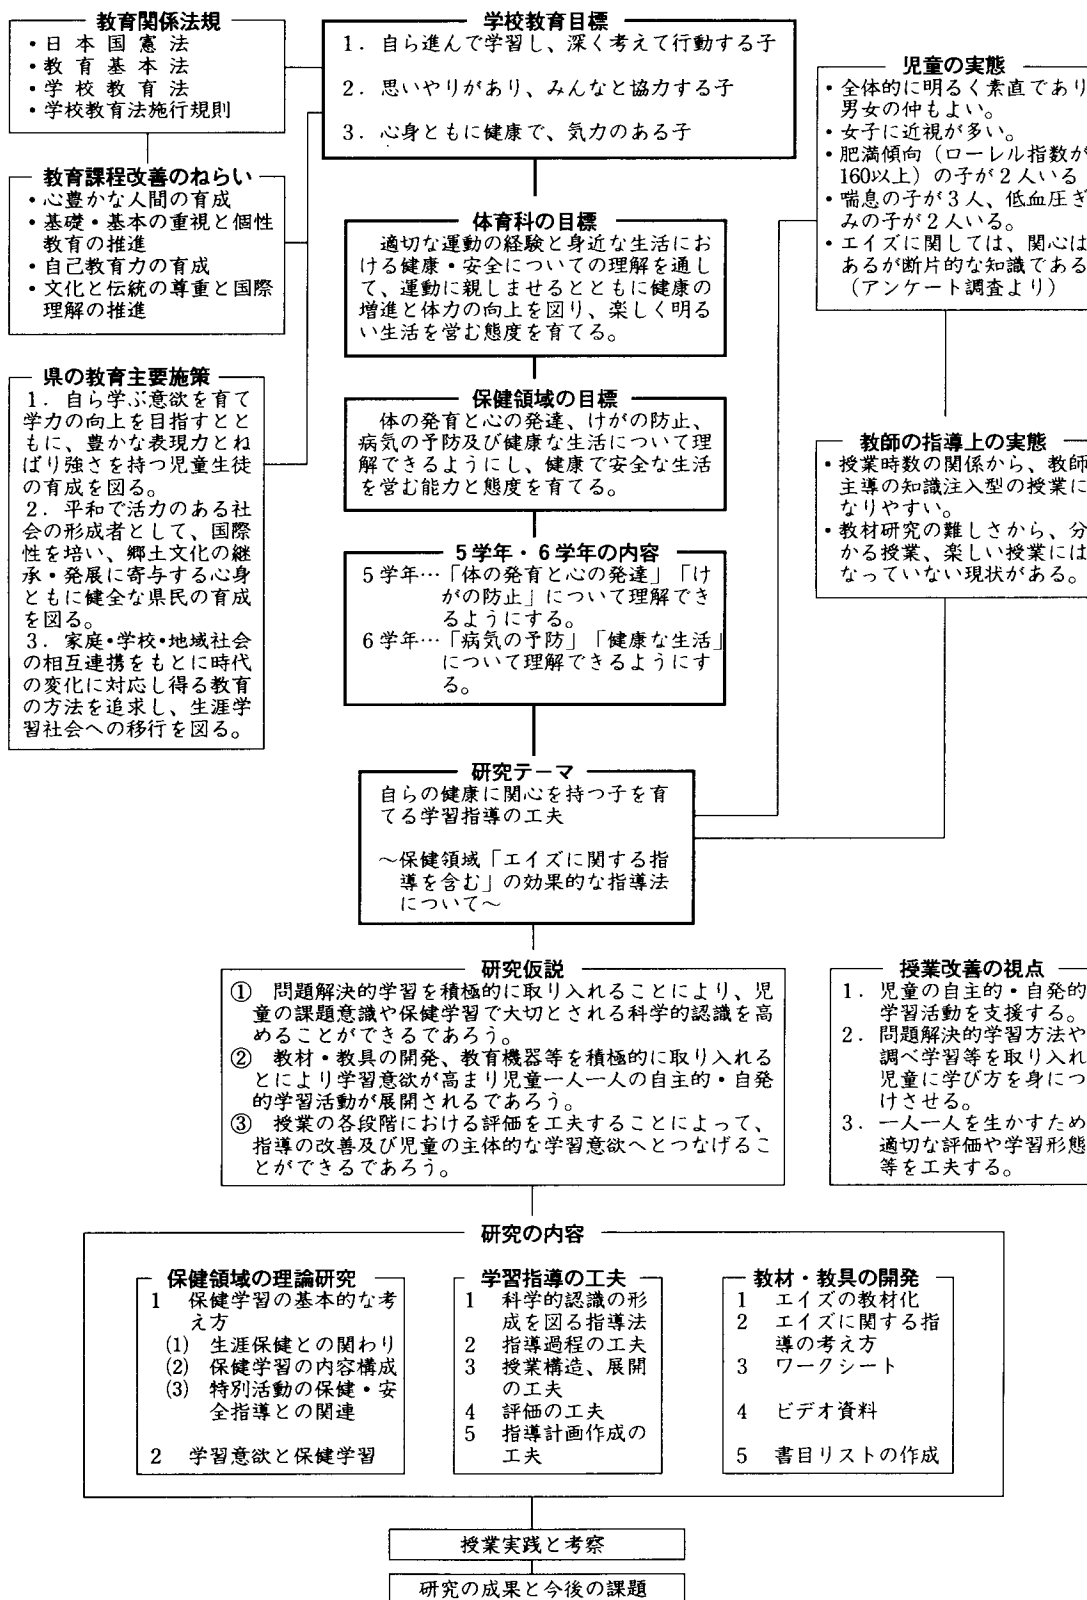 教育関係法規
・日本国憲法
・教育基本法
・学校教育法
・学校教育法施行規則
学校教育目標
1．自ら進んで学習し、深く考えて行動する子
2．思いやりがあり、みんなと協力する子
3．心身ともに健康で、気力のある子
児童の実態
・全体的に明るく素直であり
男女の仲もよい。
・女子に近視が多い。
・肥満傾向（ローレル指数が
160以上）の子が2人いる
・喘息の子が3人、低血圧ぎ
みの子が2人いる。
・エイズに関しては、関心は
あるが断片的な知識である
（アンケート調査より）
教育課程改善のねらい
・心豊かな人間の育成
・基礎・基本の重視と個性
教育の推進
・自己教育力の育成
・文化と伝統の尊重と国際
理解の推進
体育科の目標
適切な運動の経験と身近な生活にお
ける健康・安全についての理解を通し
て、運動に親しませるとともに健康の
増進と体力の向上を図り、楽しく明る
い生活を営む態度を育てる。
県の教育主要施策
1．自ら学ぶ意欲を育て
学力の向上を目指すとと
もに、豊かな表現力とね
ばり強さを持つ児童生徒
の育成を図る。
2．平和で活力のある社
会の形成者として、国際
性を培い、郷土文化の継
承・発展に寄与する心身
ともに健全な県民の育成
を図る。
3．家庭・学校・地域社会
の相互連携をもとに時代
の変化に対応し得る教育
の方法を追求し、生涯学
習社会への移行を図る。
保健領域の目標
体の発育と心の発達、けがの防止、
病気の予防及び健康な生活について理
解できるようにし、健康で安全な生活
を営む能力と態度を育てる。
教師の指導上の実態
・授業時数の関係から、教師
主導の知識注入型の授業に
なりやすい。
・教材研究の難しさから、分
かる授業、楽しい授業には
なっていない現状がある。
5学年・6学年の内容
5学年…「体の発育と心の発達」「け
がの防止」について理解でき
るようにする。
6学年…「病気の予防」「健康な生活」
について理解できるようにす
る。
研究テーマ
自らの健康に関心を持つ子を育
てる学習指導の工夫
～保健領域「エイズに関する指
導を含む」の効果的な指導法
について～
研究仮説
① 問題解決的学習を積極的に取り入れることにより、児
童の課題意識や保健学習で大切とされる科学的認識を高
めることができるであろう。
② 教材・教具の開発、教育機器等を積極的に取り入れる
とにより学習意欲が高まり児童一人一人の自主的・自発
的学習活動が展開されるであろう。
③ 授業の各段階における評価を工夫することによって、
指導の改善及び児童の主体的な学習意欲へとつなげるこ
とができるであろう。
授業改善の視点
1．児童の自主的・自発的
学習活動を支援する。
2．問題解決的学習方法や
調べ学習等を取り入れ
児童に学び方を身につ
けさせる。
3．一人一人を生かすため
適切な評価や学習形態
等を工夫する。
研究の内容
保健領域の理論研究
1 保健学習の基本的な考
え方
(1) 生涯保健との関わり
(2) 保健学習の内容構成
(3) 特別活動の保健・安
全指導との関連
2 学習意欲と保健学習
学習指導の工夫
1 科学的認識の形
成を図る指導法
2 指導過程の工夫
3 授業構造、展開
の工夫
4 評価の工夫
5 指導計画作成の
工夫
教材・教具の開発
1 エイズの教材化
2 エイズに関する指
導の考え方
3 ワークシート
4 ビデオ資料
5 書目リストの作成
授業実践と考察
研究の成果と今後の課題